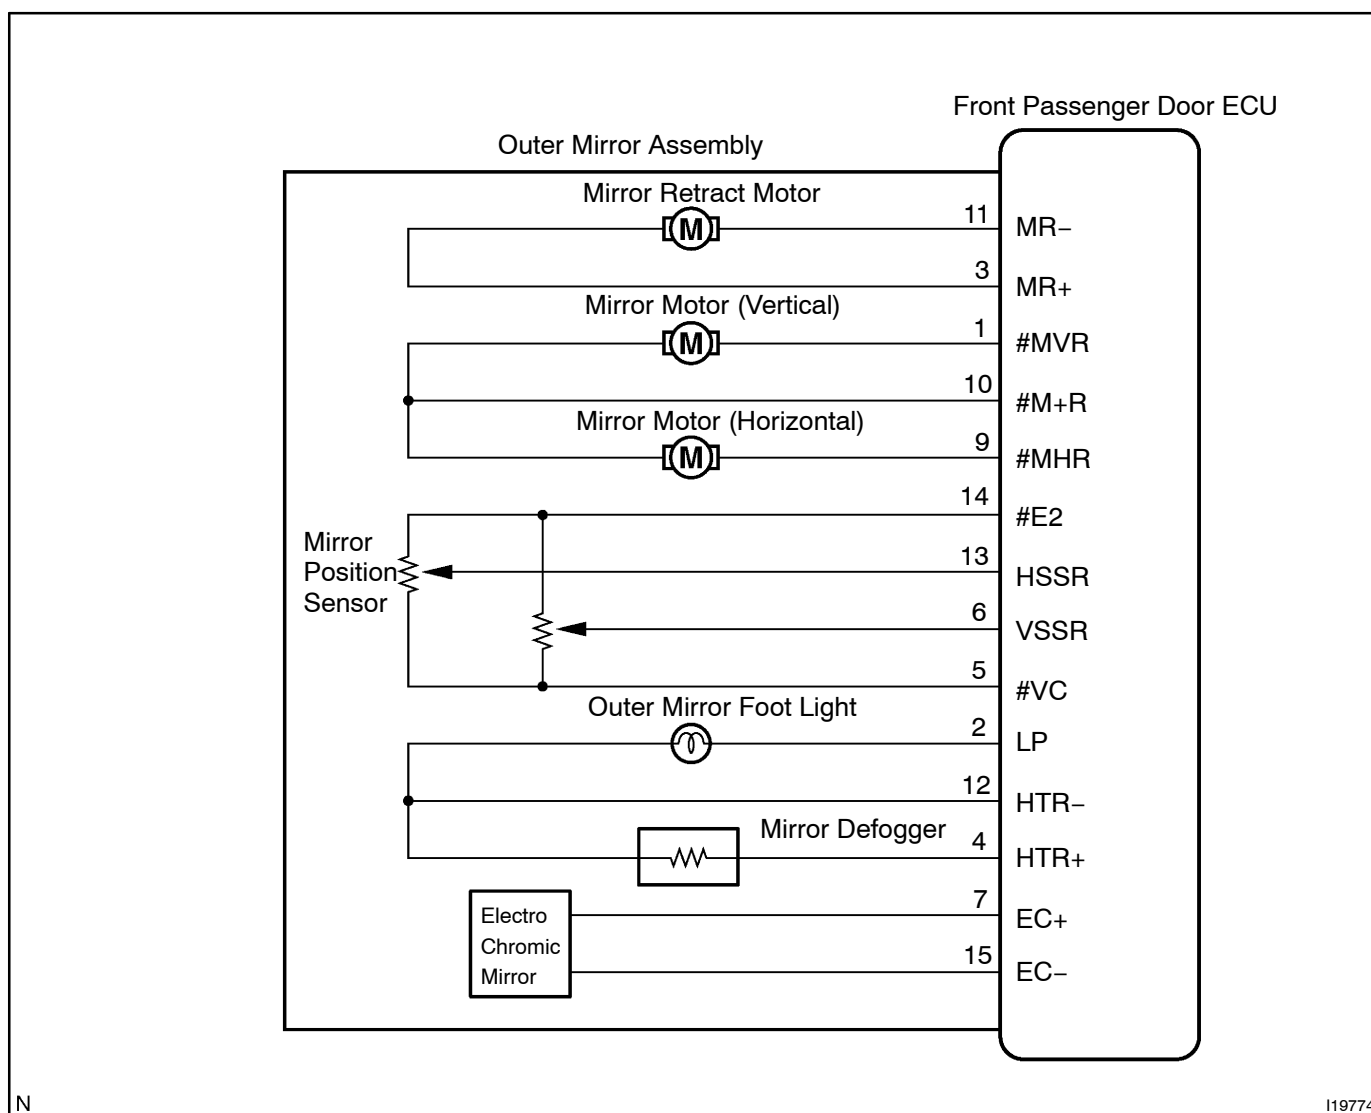 Front Passenger Door ECU
Outer Mirror Assembly
Mirror Retract Motor
M
11
MR−
3
MR+
Mirror Motor (Vertical)
M
1
#MVR
10
#M+R
Mirror Motor (Horizontal)
M
9
#MHR
14
#E2
Mirror
Position
Sensor
13
HSSR
6
VSSR
5
#VC
Outer Mirror Foot Light
2
LP
12
HTR−
Mirror Defogger
4
HTR+
Electro
Chromic
Mirror
7
EC+
15
EC−
N
I19774